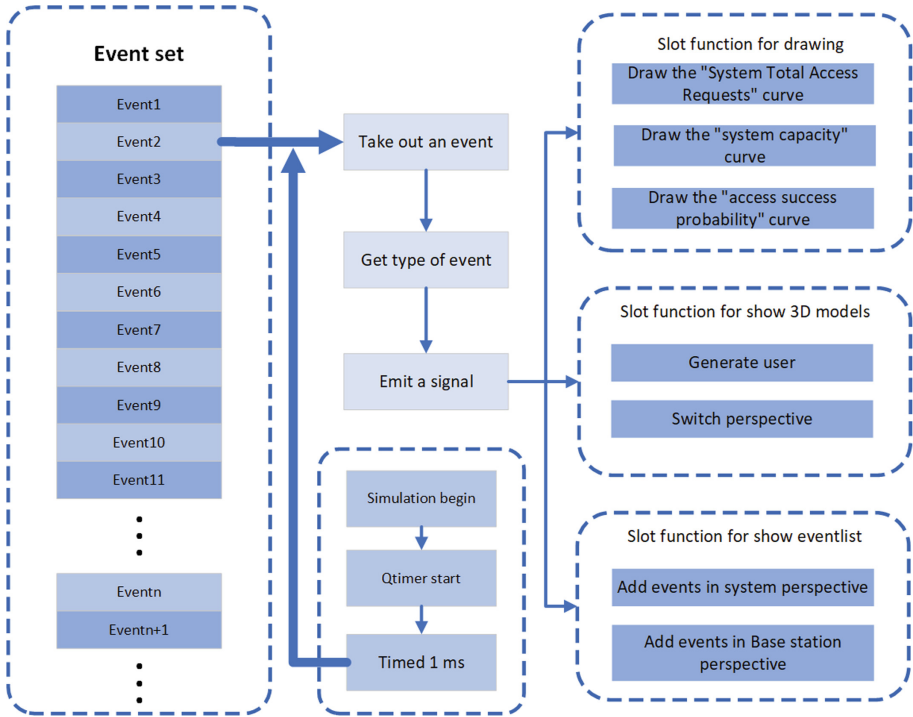 Event set
Event1
Event2
Event3
Event4
Event5
Event6
Event7
Event8
Event9
Event10
Event11
Eventn
Eventn+1
Take out an event
Get type of event
Emit a signal
Simulation begin
Qtimer start
Timed 1 ms
Slot function for drawing
Draw the "System Total Access
Requests" curve
Draw the "system capacity"
curve
Draw the "access success
probability" curve
Slot function for show 3D models
Generate user
Switch perspective
Slot function for show eventlist
Add events in system perspective
Add events in Base station
perspective